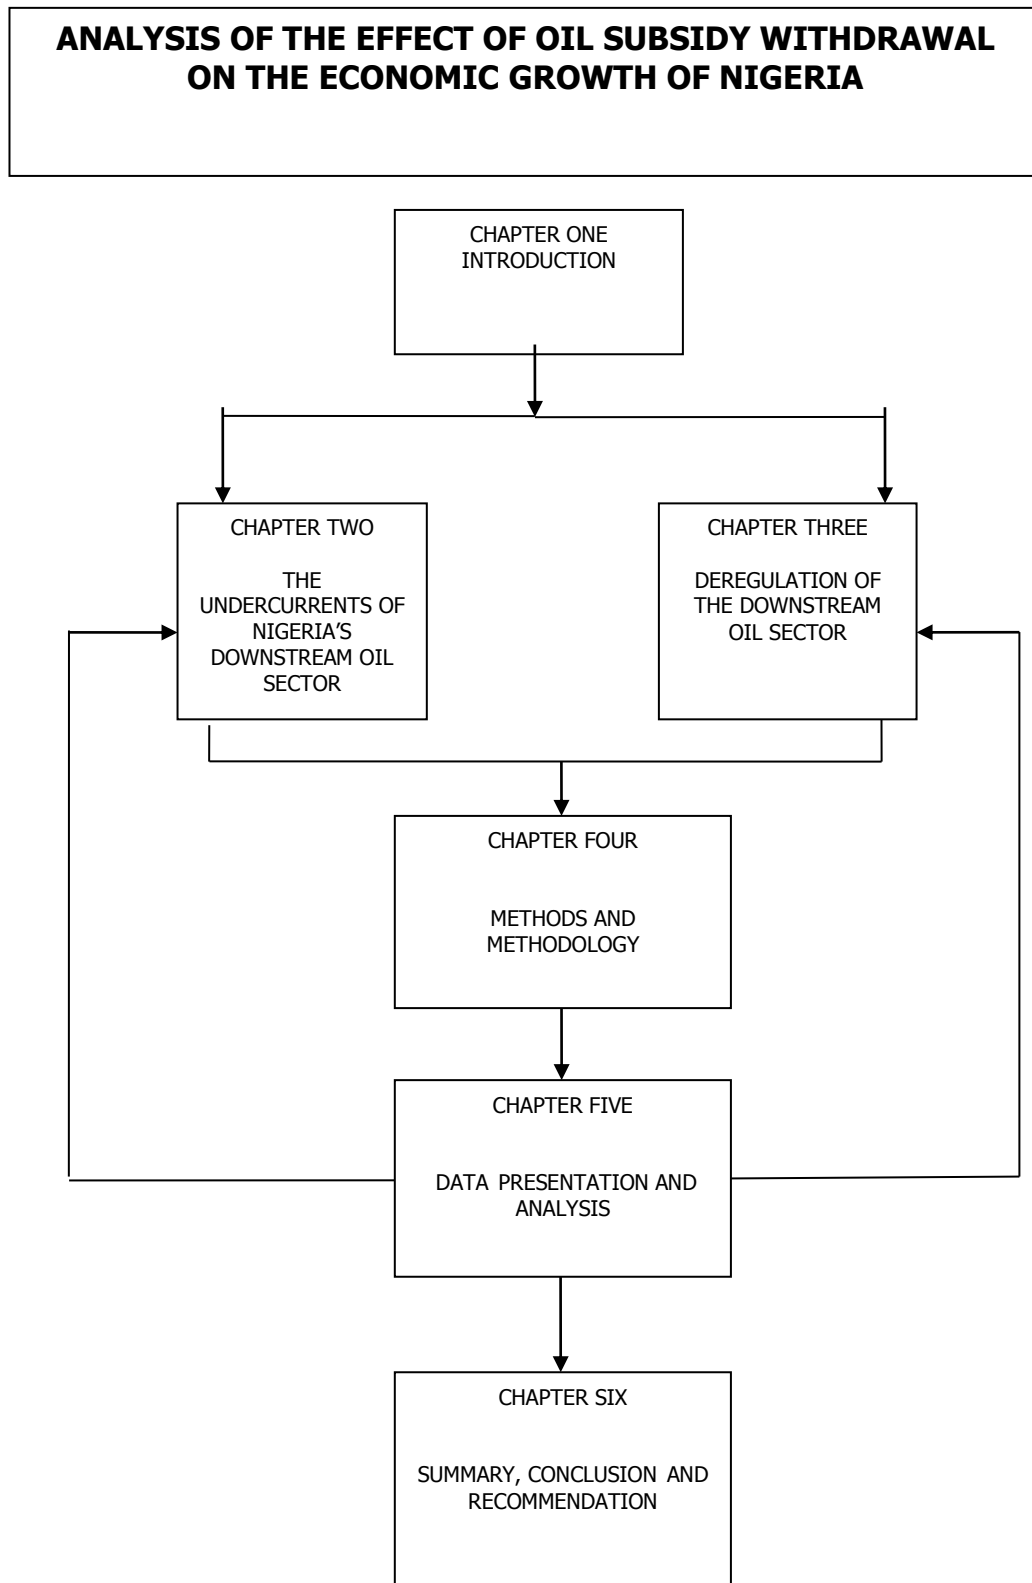 ANALYSIS OF THE EFFECT OF OIL SUBSIDY WITHDRAWAL
ON THE ECONOMIC GROWTH OF NIGERIA
CHAPTER ONE
INTRODUCTION
CHAPTER TWO
THE
UNDERCURRENTS OF
NIGERIA’S
DOWNSTREAM OIL
SECTOR
CHAPTER THREE
DEREGULATION OF
THE DOWNSTREAM
OIL SECTOR
CHAPTER FOUR
METHODS AND
METHODOLOGY
CHAPTER FIVE
DATA PRESENTATION AND
ANALYSIS
CHAPTER SIX
SUMMARY, CONCLUSION AND
RECOMMENDATION